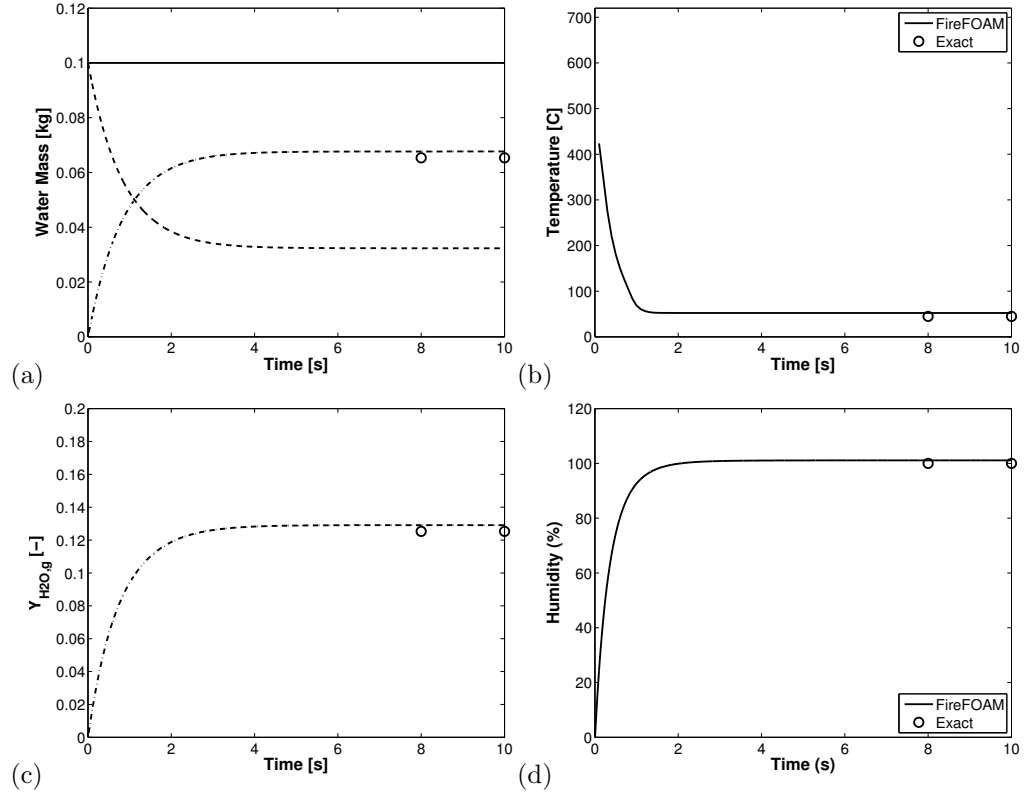 0.12
0.1
0.08
0.06
0.04
0.02
0
Water Mass [kg]
0 2 4 6 8 10
Time [s]
(a)
700
600
500
400
300
200
100
0
Temperature [C]
FireFOAM
Exact
0 2 4 6 8 10
Time [s]
(b)
0.2
0.18
0.16
0.14
0.12
0.1
0.08
0.06
0.04
0.02
0
Y_H2O,g [−]
0 2 4 6 8 10
Time [s]
(c)
120
100
80
60
40
20
0
Humidity (%)
FireFOAM
Exact
0 2 4 6 8 10
Time (s)
(d)